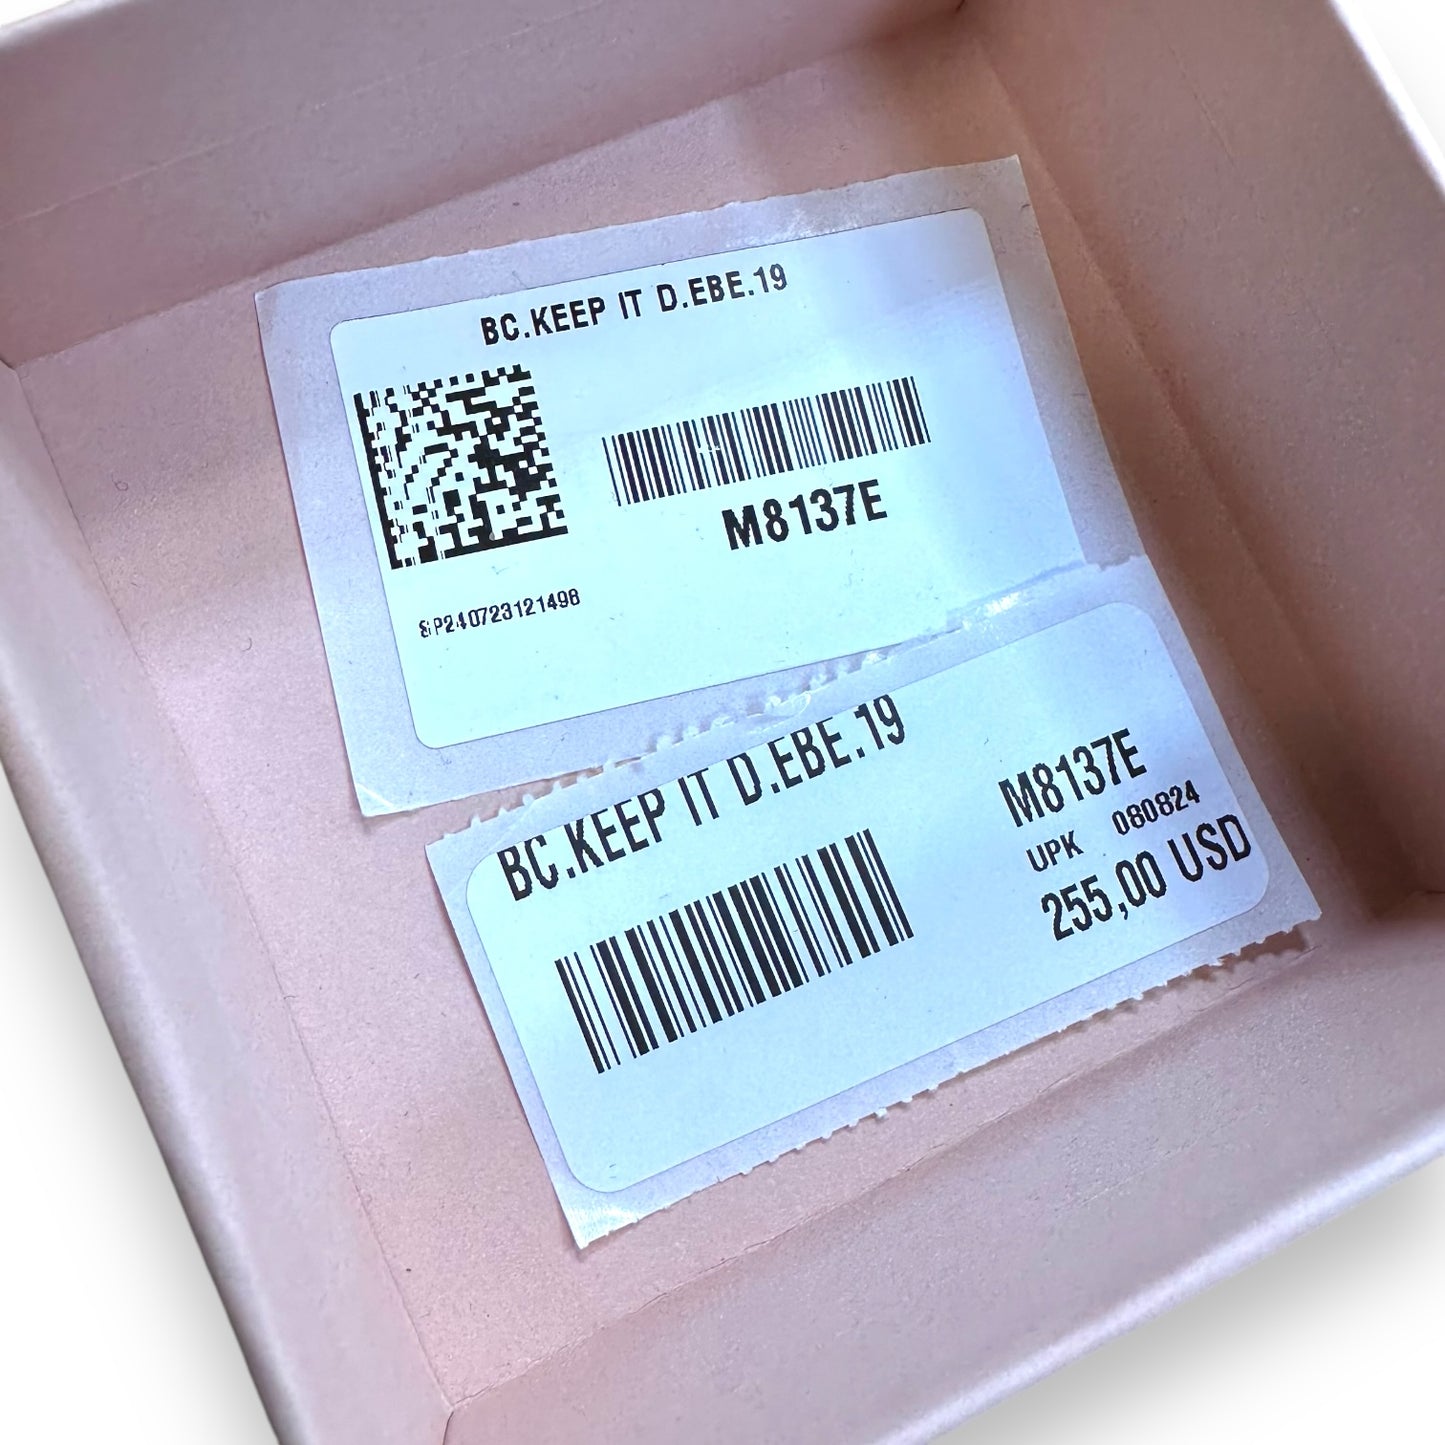 BC.KEEP IT D.EBE.19
M8137E
SP240723121498
BC.KEEP IT D.EBE.19
M8137E
UPK 080824
255,00 USD